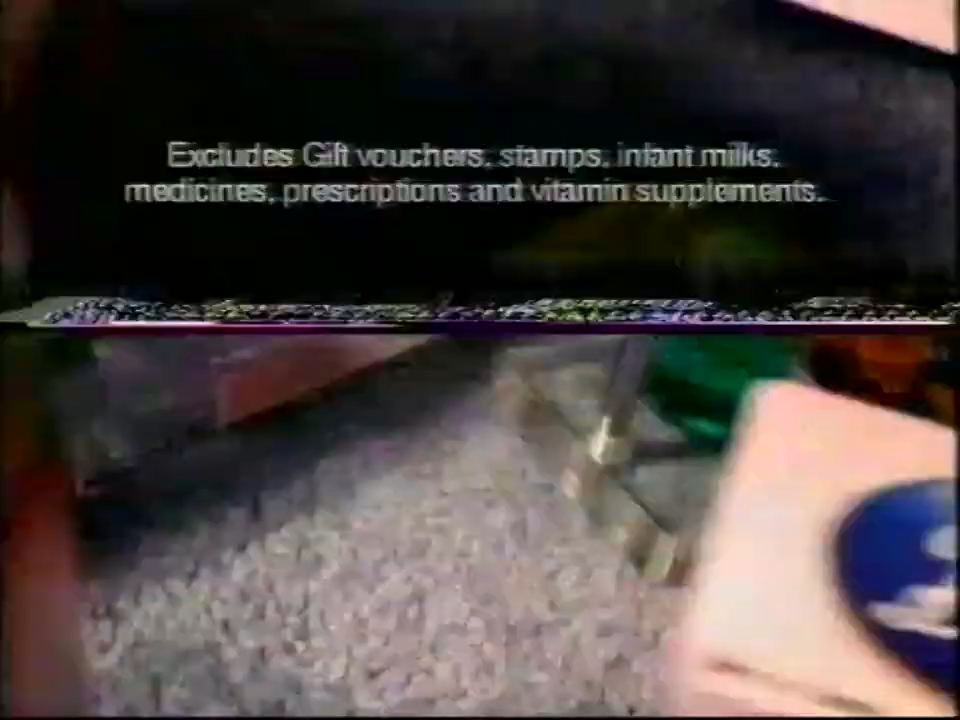 Excludes Gift vouchers, stamps, infant milks,
medicines, prescriptions and vitamin supplements.